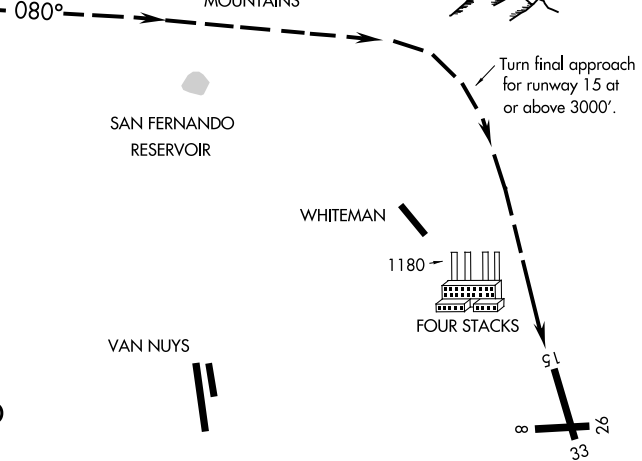 MOUNTAINS
080°
Turn final approach
for runway 15 at
or above 3000'.
SAN FERNANDO
RESERVOIR
WHITEMAN
1180
FOUR STACKS
VAN NUYS
15
8
26
33